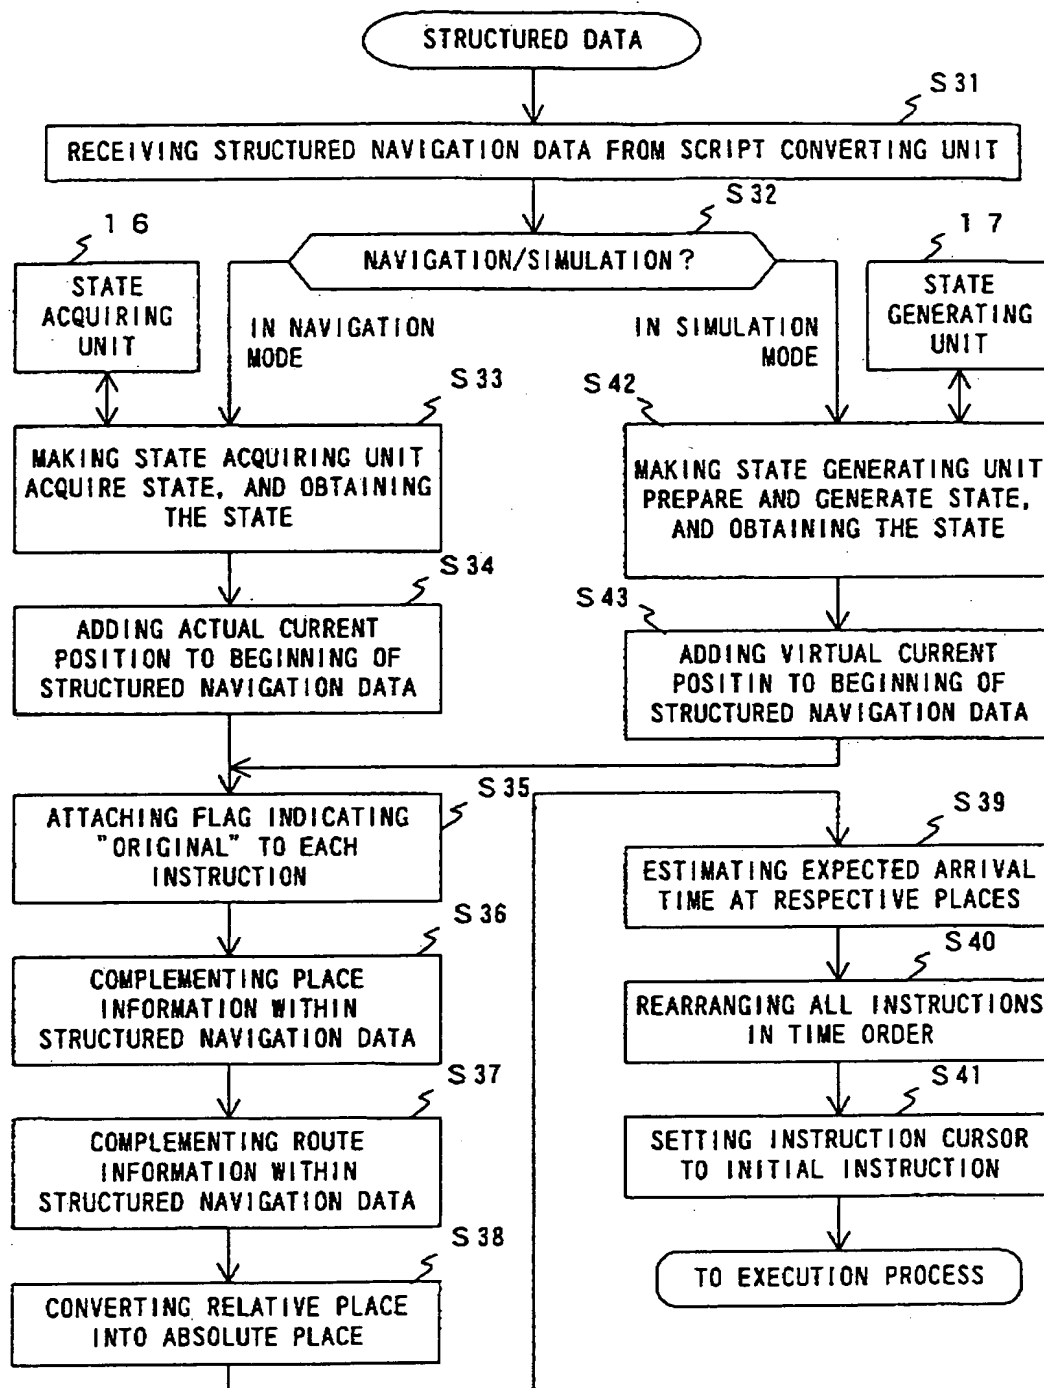 STRUCTURED DATA
S31
RECEIVING STRUCTURED NAVIGATION DATA FROM SCRIPT CONVERTING UNIT
S32
NAVIGATION/SIMULATION?
16
STATE
ACQUIRING
UNIT
IN NAVIGATION
MODE
IN SIMULATION
MODE
17
STATE
GENERATING
UNIT
S33
MAKING STATE ACQUIRING UNIT
ACQUIRE STATE, AND OBTAINING
THE STATE
S42
MAKING STATE GENERATING UNIT
PREPARE AND GENERATE STATE,
AND OBTAINING THE STATE
S34
ADDING ACTUAL CURRENT
POSITION TO BEGINNING OF
STRUCTURED NAVIGATION DATA
S43
ADDING VIRTUAL CURRENT
POSITIN TO BEGINNING OF
STRUCTURED NAVIGATION DATA
S35
ATTACHING FLAG INDICATING
"ORIGINAL" TO EACH
INSTRUCTION
S36
COMPLEMENTING PLACE
INFORMATION WITHIN
STRUCTURED NAVIGATION DATA
S37
COMPLEMENTING ROUTE
INFORMATION WITHIN
STRUCTURED NAVIGATION DATA
S38
CONVERTING RELATIVE PLACE
INTO ABSOLUTE PLACE
S39
ESTIMATING EXPECTED ARRIVAL
TIME AT RESPECTIVE PLACES
S40
REARRANGING ALL INSTRUCTIONS
IN TIME ORDER
S41
SETTING INSTRUCTION CURSOR
TO INITIAL INSTRUCTION
TO EXECUTION PROCESS